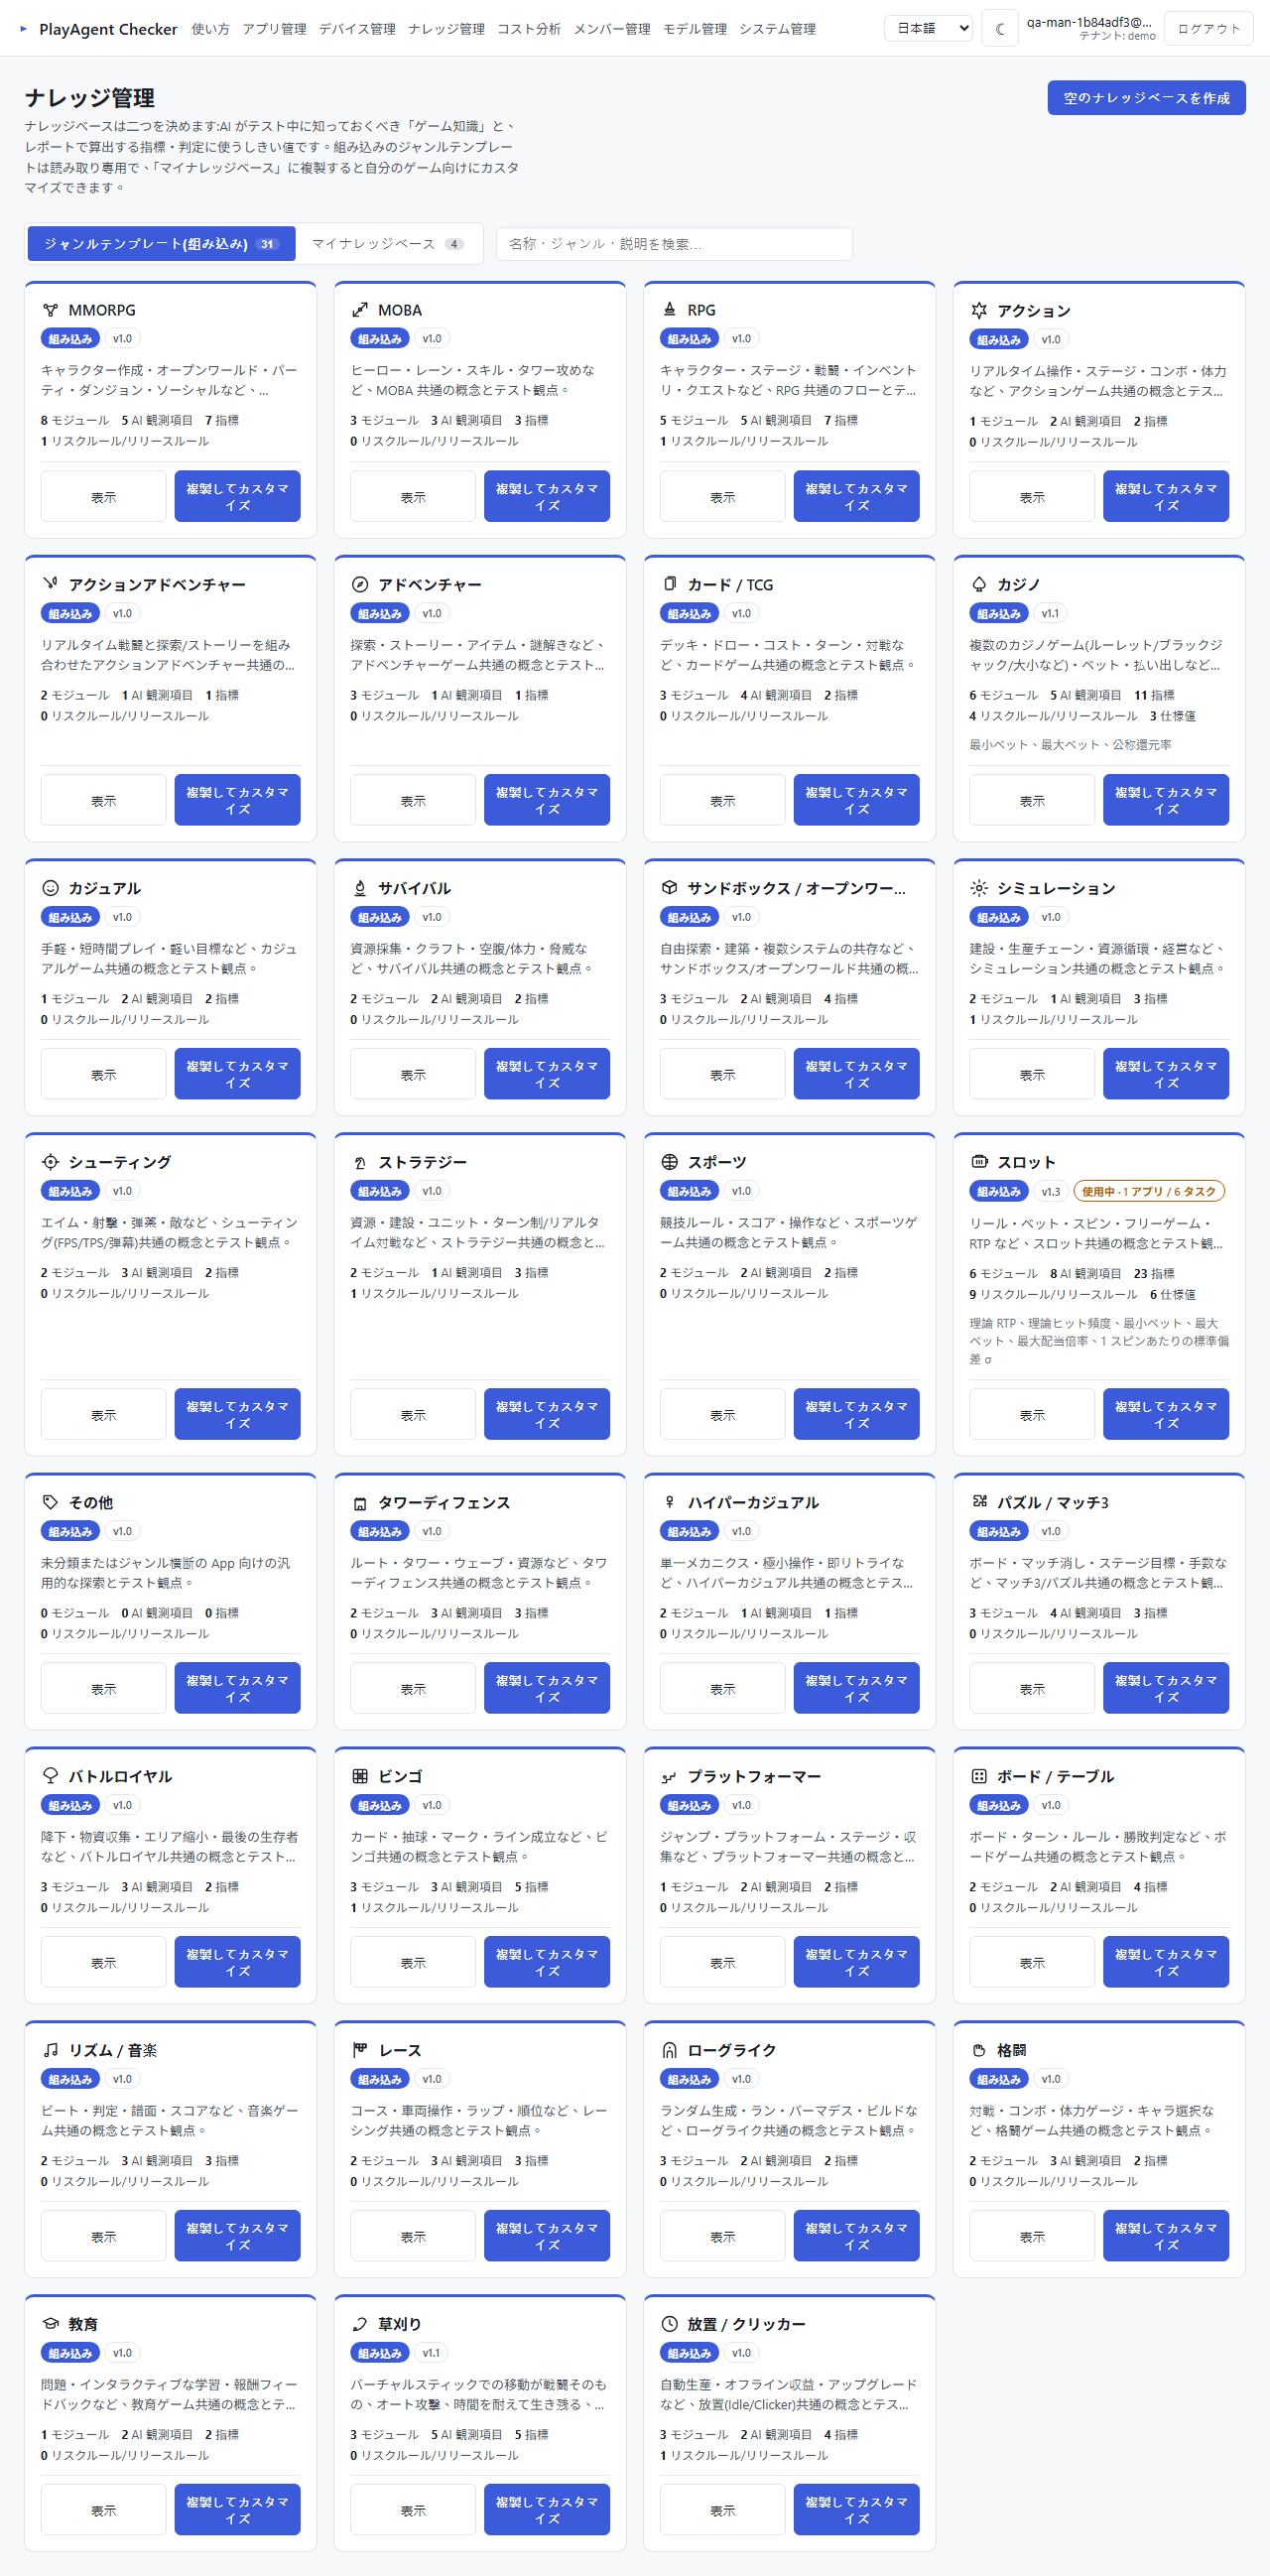 PlayAgent Checker 使い方 アプリ管理 デバイス管理 ナレッジ管理 コスト分析 メンバー管理 モデル管理 システム管理 日本語 qa-man-1b84adf3@... ログアウト
テナント: demo
ナレッジ管理
空のナレッジベースを作成
ナレッジベースは二つを決めます:AI がテスト中に知っておくべき「ゲーム知識」と、
レポートで算出する指標・判定に使うしきい値です。組み込みのジャンルテンプレー
トは読み取り専用で、「マイナレッジベース」に複製すると自分のゲーム向けにカスタ
マイズできます。
ジャンルテンプレート(組み込み) 31 マイナレッジベース 4 名称・ジャンル・説明を検索...
MMORPG
組み込み v1.0
キャラクター作成・オープンワールド・パー
ティ・ダンジョン・ソーシャルなど、...
8 モジュール 5 AI 観測項目 7 指標
1 リスクルール/リリースルール
表示
複製してカスタマ
イズ
MOBA
組み込み v1.0
ヒーロー・レーン・スキル・タワー攻めな
ど、MOBA 共通の概念とテスト観点。
3 モジュール 3 AI 観測項目 3 指標
0 リスクルール/リリースルール
表示
複製してカスタマ
イズ
RPG
組み込み v1.0
キャラクター・ステージ・戦闘・インベント
リ・クエストなど、RPG 共通のフローとテ...
5 モジュール 5 AI 観測項目 7 指標
1 リスクルール/リリースルール
表示
複製してカスタマ
イズ
アクション
組み込み v1.0
リアルタイム操作・ステージ・コンボ・体力
など、アクションゲーム共通の概念とテス...
1 モジュール 2 AI 観測項目 2 指標
0 リスクルール/リリースルール
表示
複製してカスタマ
イズ
アクションアドベンチャー
組み込み v1.0
リアルタイム戦闘と探索/ストーリーを組み
合わせたアクションアドベンチャー共通の...
2 モジュール 1 AI 観測項目 1 指標
0 リスクルール/リリースルール
表示
複製してカスタマ
イズ
アドベンチャー
組み込み v1.0
探索・ストーリー・アイテム・謎解きなど、
アドベンチャーゲーム共通の概念とテスト...
3 モジュール 1 AI 観測項目 1 指標
0 リスクルール/リリースルール
表示
複製してカスタマ
イズ
カード / TCG
組み込み v1.0
デッキ・ドロー・コスト・ターン・対戦な
ど、カードゲーム共通の概念とテスト観点。
3 モジュール 4 AI 観測項目 2 指標
0 リスクルール/リリースルール
表示
複製してカスタマ
イズ
カジノ
組み込み v1.1
複数のカジノゲーム(ルーレット/ブラックジ
ャック/大小など)・ベット・払い出しなど...
6 モジュール 5 AI 観測項目 11 指標
4 リスクルール/リリースルール 3 仕様値
最小ベット、最大ベット、公称還元率
表示
複製してカスタマ
イズ
カジュアル
組み込み v1.0
手軽・短時間プレイ・軽い目標など、カジュ
アルゲーム共通の概念とテスト観点。
1 モジュール 2 AI 観測項目 2 指標
0 リスクルール/リリースルール
表示
複製してカスタマ
イズ
サバイバル
組み込み v1.0
資源採集・クラフト・空腹/体力・脅威な
ど、サバイバル共通の概念とテスト観点。
2 モジュール 2 AI 観測項目 2 指標
0 リスクルール/リリースルール
表示
複製してカスタマ
イズ
サンドボックス / オープンワー...
組み込み v1.0
自由探索・建築・複数システムの共存など、
サンドボックス/オープンワールド共通の概...
3 モジュール 2 AI 観測項目 4 指標
0 リスクルール/リリースルール
表示
複製してカスタマ
イズ
シミュレーション
組み込み v1.0
建設・生産チェーン・資源循環・経営など、
シミュレーション共通の概念とテスト観点。
2 モジュール 1 AI 観測項目 3 指標
1 リスクルール/リリースルール
表示
複製してカスタマ
イズ
シューティング
組み込み v1.0
エイム・射撃・弾薬・敵など、シューティン
グ(FPS/TPS/弾幕)共通の概念とテスト観点。
2 モジュール 3 AI 観測項目 2 指標
0 リスクルール/リリースルール
表示
複製してカスタマ
イズ
ストラテジー
組み込み v1.0
資源・建設・ユニット・ターン制/リアルタ
イム対戦など、ストラテジー共通の概念と...
2 モジュール 1 AI 観測項目 3 指標
1 リスクルール/リリースルール
表示
複製してカスタマ
イズ
スポーツ
組み込み v1.0
競技ルール・スコア・操作など、スポーツゲ
ーム共通の概念とテスト観点。
2 モジュール 2 AI 観測項目 2 指標
0 リスクルール/リリースルール
表示
複製してカスタマ
イズ
スロット
組み込み v1.3 使用中・1 アプリ / 6 タスク
リール・ベット・スピン・フリーゲーム・
RTP など、スロット共通の概念とテスト観...
6 モジュール 8 AI 観測項目 23 指標
9 リスクルール/リリースルール 6 仕様値
理論 RTP、理論ヒット頻度、最小ベット、最大
ベット、最大配当倍率、1 スピンあたりの標準偏
差 σ
表示
複製してカスタマ
イズ
その他
組み込み v1.0
未分類またはジャンル横断の App 向けの汎
用的な探索とテスト観点。
0 モジュール 0 AI 観測項目 0 指標
0 リスクルール/リリースルール
表示
複製してカスタマ
イズ
タワーディフェンス
組み込み v1.0
ルート・タワー・ウェーブ・資源など、タワ
ーディフェンス共通の概念とテスト観点。
2 モジュール 3 AI 観測項目 3 指標
0 リスクルール/リリースルール
表示
複製してカスタマ
イズ
ハイパーカジュアル
組み込み v1.0
単一メカニクス・極小操作・即リトライな
ど、ハイパーカジュアル共通の概念とテス...
2 モジュール 1 AI 観測項目 1 指標
0 リスクルール/リリースルール
表示
複製してカスタマ
イズ
パズル / マッチ3
組み込み v1.0
ボード・マッチ消し・ステージ目標・手数な
ど、マッチ3/パズル共通の概念とテスト観...
3 モジュール 4 AI 観測項目 3 指標
0 リスクルール/リリースルール
表示
複製してカスタマ
イズ
バトルロイヤル
組み込み v1.0
降下・物資収集・エリア縮小・最後の生存者
など、バトルロイヤル共通の概念とテスト...
3 モジュール 3 AI 観測項目 2 指標
0 リスクルール/リリースルール
表示
複製してカスタマ
イズ
ビンゴ
組み込み v1.0
カード・抽球・マーク・ライン成立など、ビ
ンゴ共通の概念とテスト観点。
3 モジュール 3 AI 観測項目 5 指標
1 リスクルール/リリースルール
表示
複製してカスタマ
イズ
プラットフォーマー
組み込み v1.0
ジャンプ・プラットフォーム・ステージ・収
集など、プラットフォーマー共通の概念と...
1 モジュール 2 AI 観測項目 2 指標
0 リスクルール/リリースルール
表示
複製してカスタマ
イズ
ボード / テーブル
組み込み v1.0
ボード・ターン・ルール・勝敗判定など、ボ
ードゲーム共通の概念とテスト観点。
2 モジュール 2 AI 観測項目 4 指標
0 リスクルール/リリースルール
表示
複製してカスタマ
イズ
リズム / 音楽
組み込み v1.0
ビート・判定・譜面・スコアなど、音楽ゲー
ム共通の概念とテスト観点。
2 モジュール 3 AI 観測項目 3 指標
0 リスクルール/リリースルール
表示
複製してカスタマ
イズ
レース
組み込み v1.0
コース・車両操作・ラップ・順位など、レー
シング共通の概念とテスト観点。
2 モジュール 3 AI 観測項目 3 指標
0 リスクルール/リリースルール
表示
複製してカスタマ
イズ
ローグライク
組み込み v1.0
ランダム生成・ラン・パーマデス・ビルドな
ど、ローグライク共通の概念とテスト観点。
3 モジュール 2 AI 観測項目 2 指標
0 リスクルール/リリースルール
表示
複製してカスタマ
イズ
格闘
組み込み v1.0
対戦・コンボ・体力ゲージ・キャラ選択な
ど、格闘ゲーム共通の概念とテスト観点。
2 モジュール 3 AI 観測項目 2 指標
0 リスクルール/リリースルール
表示
複製してカスタマ
イズ
教育
組み込み v1.0
問題・インタラクティブな学習・報酬フィー
ドバックなど、教育ゲーム共通の概念とテ...
1 モジュール 2 AI 観測項目 2 指標
0 リスクルール/リリースルール
表示
複製してカスタマ
イズ
草刈り
組み込み v1.1
バーチャルスティックでの移動が戦闘そのも
の、オート攻撃、時間を耐えて生き残る、...
3 モジュール 5 AI 観測項目 5 指標
0 リスクルール/リリースルール
表示
複製してカスタマ
イズ
放置 / クリッカー
組み込み v1.0
自動生産・オフライン収益・アップグレード
など、放置(Idle/Clicker)共通の概念とテス...
3 モジュール 2 AI 観測項目 4 指標
1 リスクルール/リリースルール
表示
複製してカスタマ
イズ